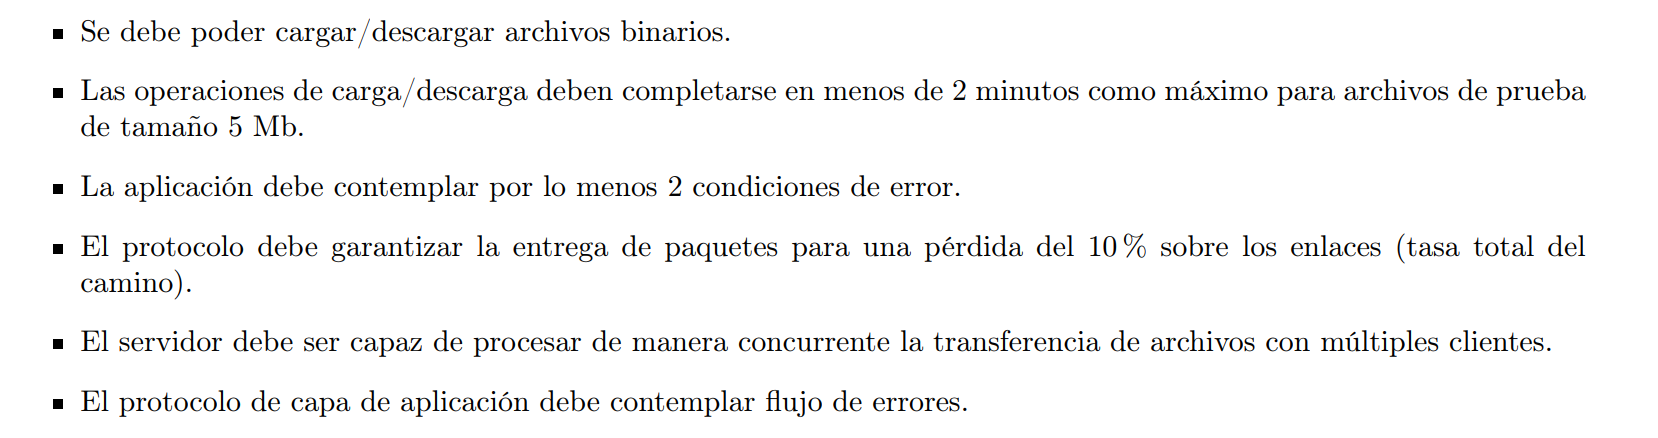 ▪ Se debe poder cargar/descargar archivos binarios.
▪ Las operaciones de carga/descarga deben completarse en menos de 2 minutos como máximo para archivos de prueba
de tamaño 5 Mb.
▪ La aplicación debe contemplar por lo menos 2 condiciones de error.
▪ El protocolo debe garantizar la entrega de paquetes para una pérdida del 10 % sobre los enlaces (tasa total del
camino).
▪ El servidor debe ser capaz de procesar de manera concurrente la transferencia de archivos con múltiples clientes.
▪ El protocolo de capa de aplicación debe contemplar flujo de errores.